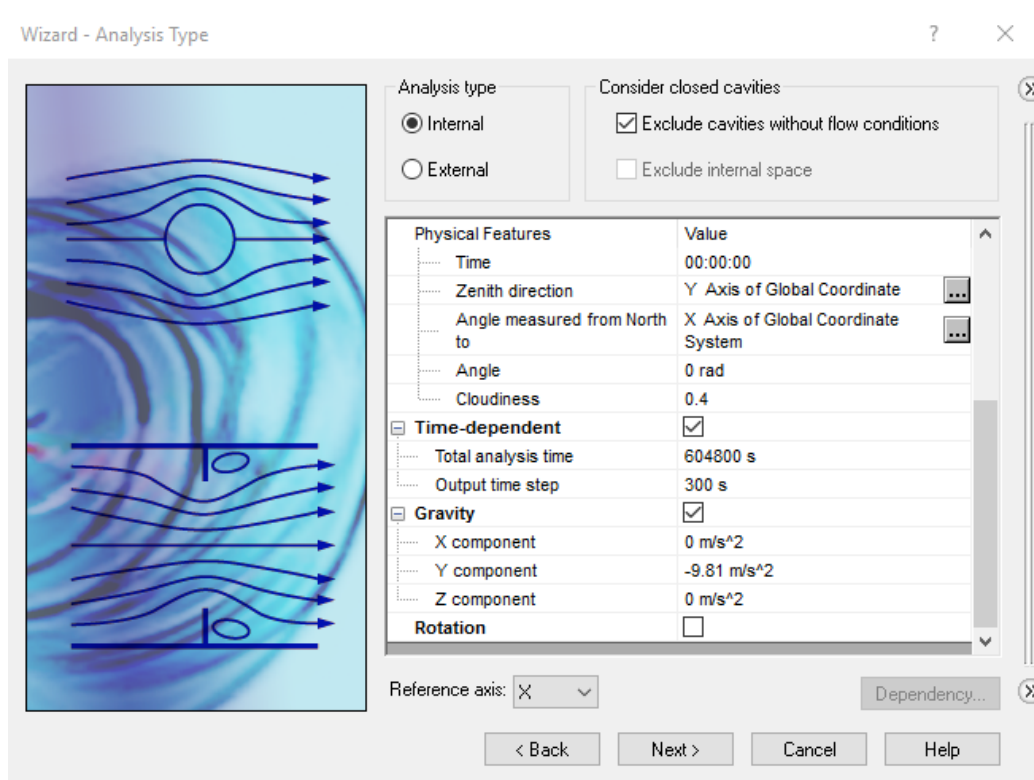 Wizard - Analysis Type
?
Analysis type
Internal
External
Consider closed cavities
Exclude cavities without flow conditions
Exclude internal space
Physical Features Value
Time 00:00:00
Zenith direction Y Axis of Global Coordinate ...
Angle measured from North X Axis of Global Coordinate
to System ...
Angle 0 rad
Cloudiness 0.4
Time-dependent
Total analysis time 604800 s
Output time step 300 s
Gravity
X component 0 m/s^2
Y component -9.81 m/s^2
Z component 0 m/s^2
Rotation
Reference axis: X
Dependency...
< Back Next > Cancel Help